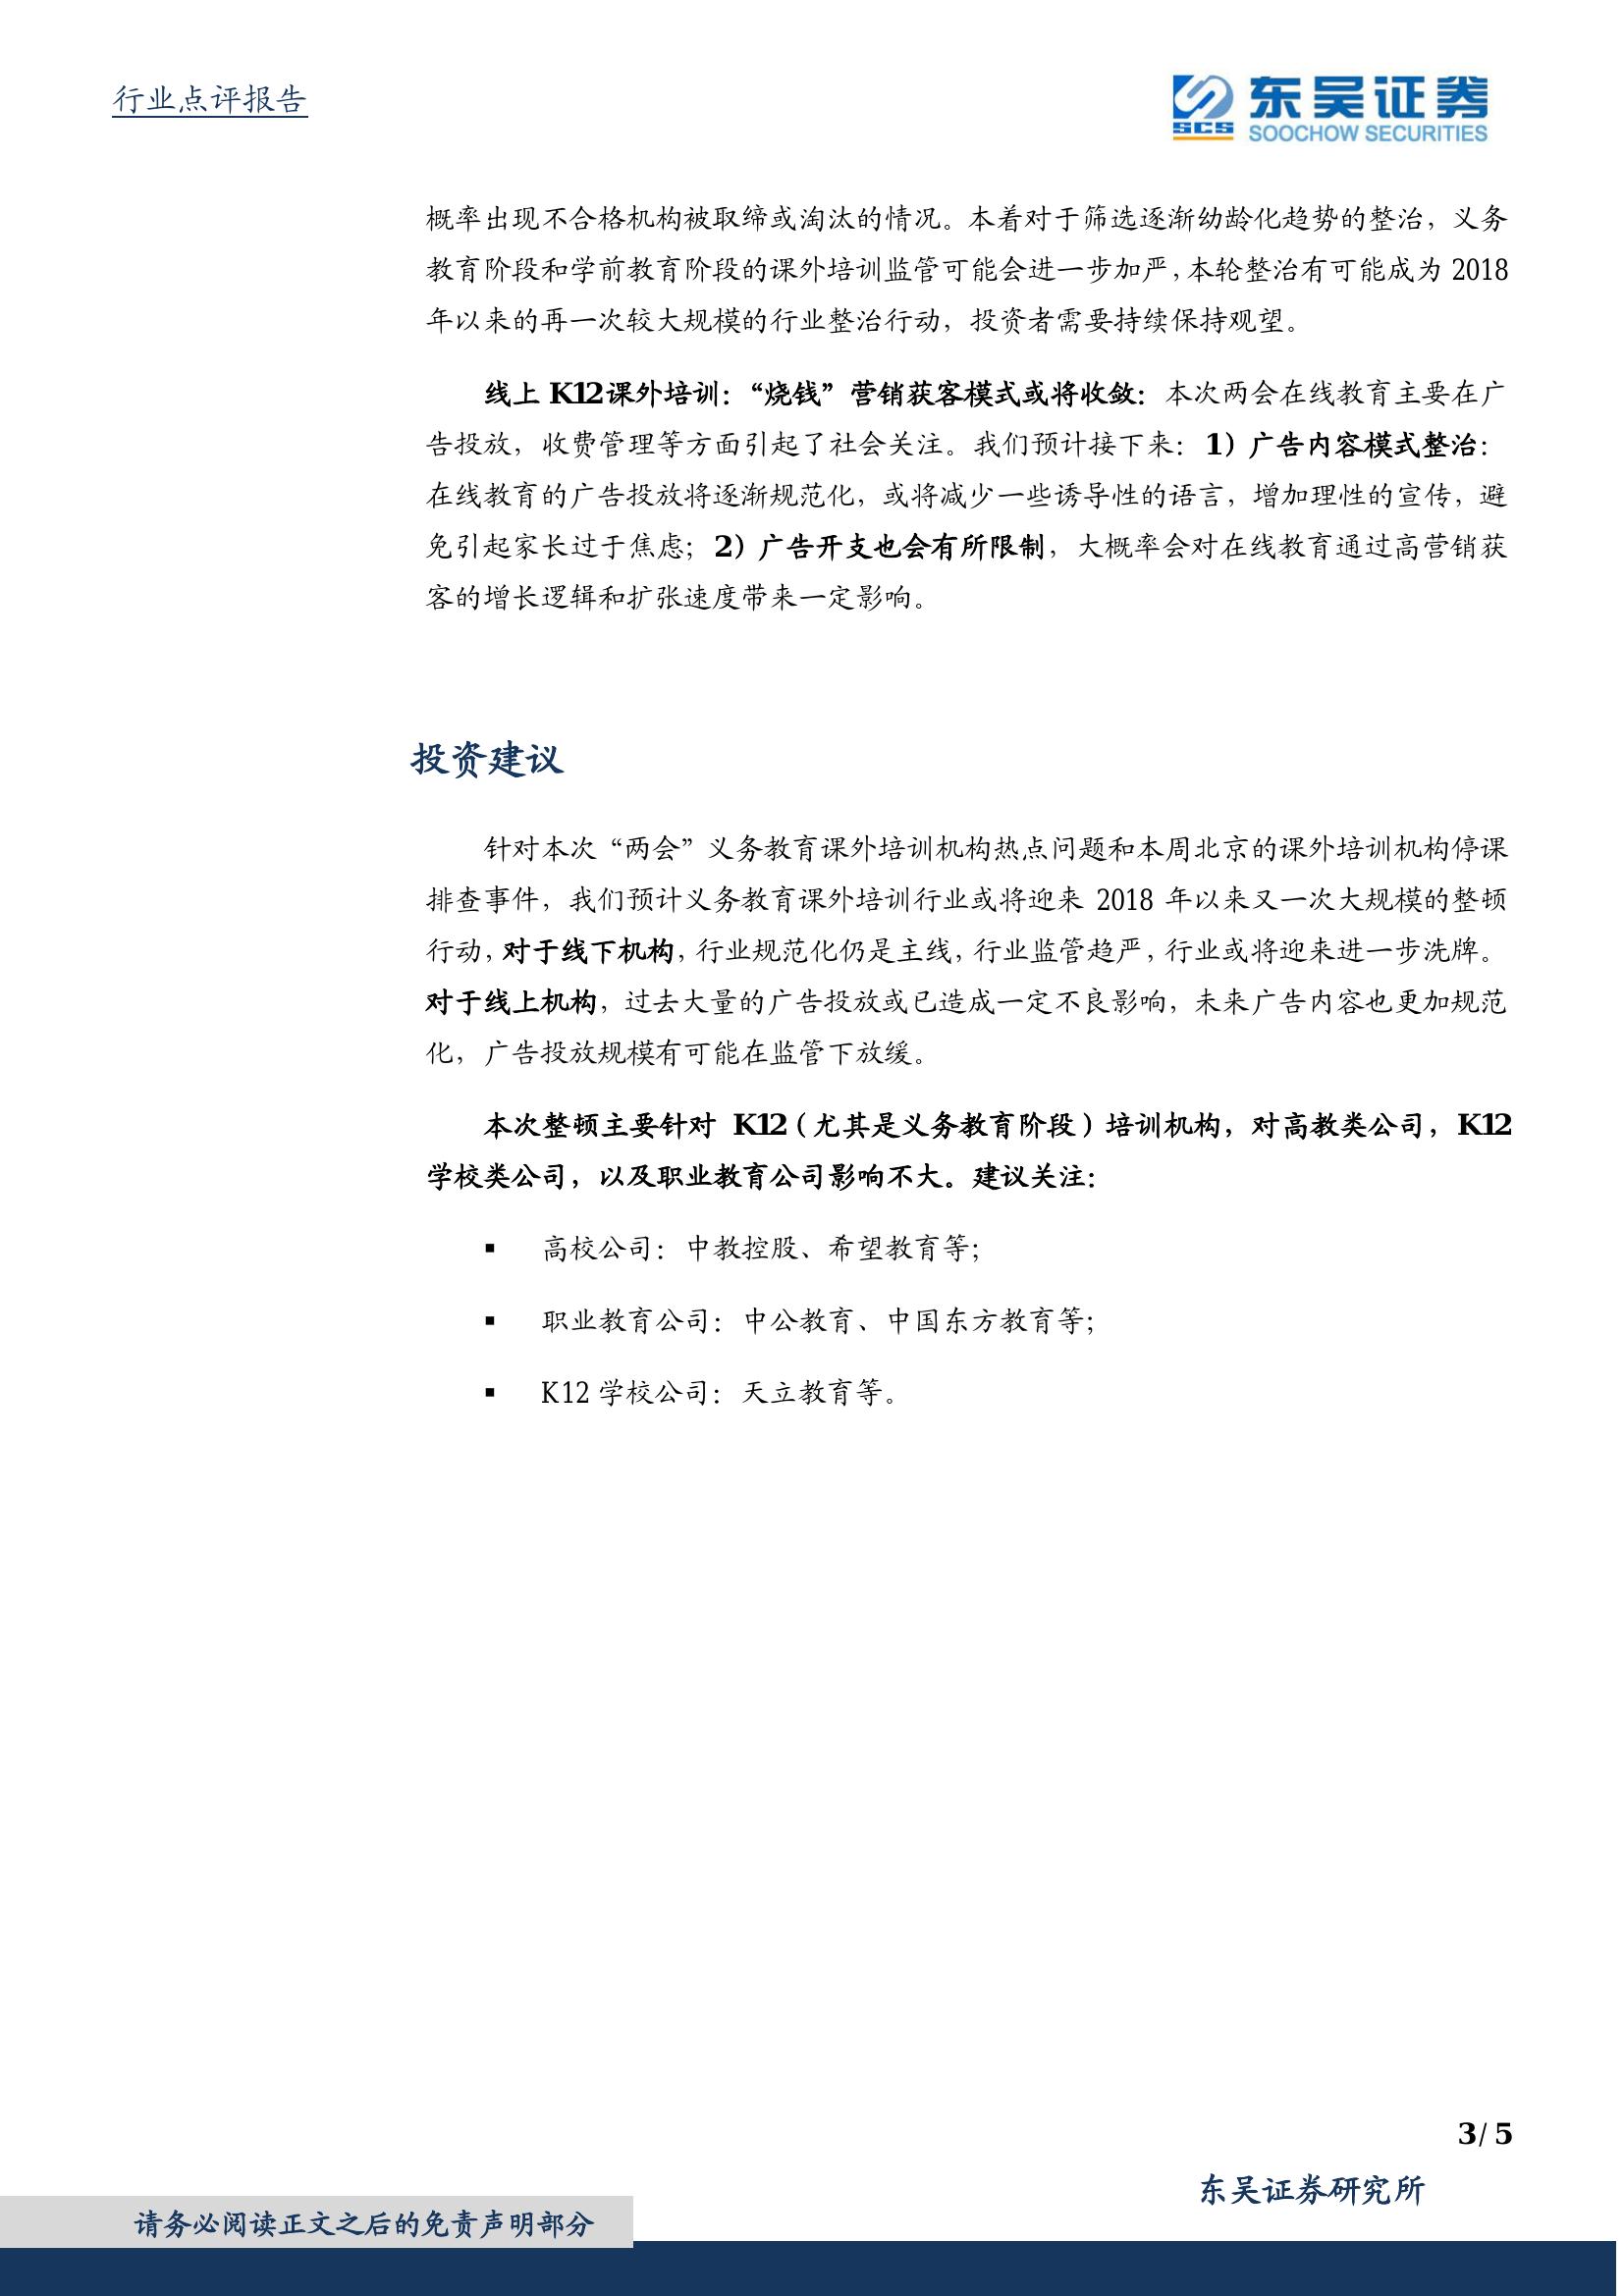 行业点评报告
SCS 东吴证券
SOOCHOW SECURITIES
概率出现不合格机构被取缔或淘汰的情况。本着对于筛选逐渐幼龄化趋势的整治，义务
教育阶段和学前教育阶段的课外培训监管可能会进一步加严，本轮整治有可能成为 2018
年以来的再一次较大规模的行业整治行动，投资者需要持续保持观望。
线上 K12课外培训：“烧钱”营销获客模式或将收敛：本次两会在线教育主要在广
告投放，收费管理等方面引起了社会关注。我们预计接下来：1）广告内容模式整治：
在线教育的广告投放将逐渐规范化，或将减少一些诱导性的语言，增加理性的宣传，避
免引起家长过于焦虑；2）广告开支也会有所限制，大概率会对在线教育通过高营销获
客的增长逻辑和扩张速度带来一定影响。
投资建议
针对本次“两会”义务教育课外培训机构热点问题和本周北京的课外培训机构停课
排查事件，我们预计义务教育课外培训行业或将迎来 2018 年以来又一次大规模的整顿
行动，对于线下机构，行业规范化仍是主线，行业监管趋严，行业或将迎来进一步洗牌。
对于线上机构，过去大量的广告投放或已造成一定不良影响，未来广告内容也更加规范
化，广告投放规模有可能在监管下放缓。
本次整顿主要针对 K12（尤其是义务教育阶段）培训机构，对高教类公司，K12
学校类公司，以及职业教育公司影响不大。建议关注：
▪ 高校公司：中教控股、希望教育等；
▪ 职业教育公司：中公教育、中国东方教育等；
▪ K12 学校公司：天立教育等。
3/ 5
东吴证券研究所
请务必阅读正文之后的免责声明部分